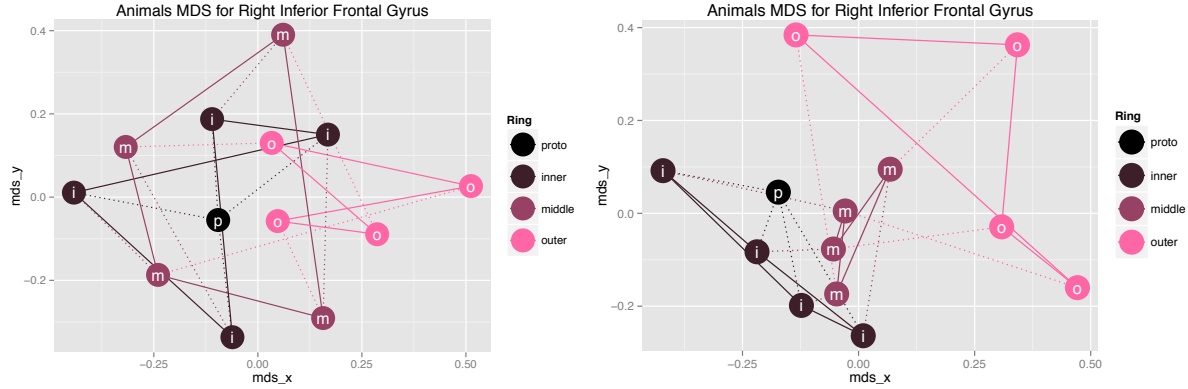 Animals MDS for Right Inferior Frontal Gyrus
0.4
0.2
0.0
−0.2
mds_y
−0.25
0.00
0.25
0.50
mds_x
m
i
i
m
o
i
o
p
o
o
m
m
i
Ring
proto
inner
middle
outer
Animals MDS for Right Inferior Frontal Gyrus
0.4
0.2
0.0
−0.2
mds_y
−0.25
0.00
0.25
0.50
mds_x
o
o
i
m
p
m
o
m
i
o
m
i
i
Ring
proto
inner
middle
outer